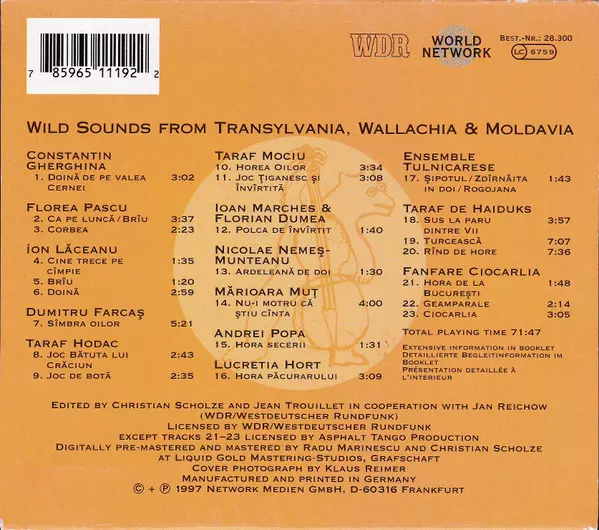 7 85965 11192 2
WDR
WORLD
NETWORK
BEST.-NR.: 28.300
LC 6759
WILD SOUNDS FROM TRANSYLVANIA, WALLACHIA & MOLDAVIA
CONSTANTIN
GHERGHINA
1. DOINĂ DE PE VALEA
CERNEI 3:02
FLOREA PASCU
2. CA PE LUNCĂ/BRÎU 3:37
3. CORBEA 2:23
ION LĂCEANU
4. CINE TRECE PE
CÎMPIE 1:35
5. BRÎU 1:20
6. DOINĂ 2:59
DUMITRU FARCAŞ
7. SÎMBRA OILOR 5:21
TARAF HODAC
8. JOC BĂTUTA LUI
CRĂCIUN 2:43
9. JOC DE BOTĂ 2:35
TARAF MOCIU
10. HOREA OILOR 3:34
11. JOC ŢIGANESC ŞI
ÎNVÎRTITĂ 3:08
IOAN MARCHES &
FLORIAN DUMEA
12. POLCA DE ÎNVÎRTIT 1:40
NICOLAE NEMEŞ-
MUNTEANU
13. ARDELEANĂ DE DOI 1:30
MĂRIOARA MUŢ
14. NU-I MOTRU CĂ
ŞTIU CÎNTA 4:00
ANDREI POPA
15. HORA SECERII 1:31
LUCRETIA HORT
16. HORA PĂCURARULUI 3:09
ENSEMBLE
TULNICARESE
17. ŞIPOTUL/ZDÎRNĂITA
IN DOI/ROGOJANA 1:43
TARAF DE HAIDUKS
18. SUS LA PARU
DINTRE VII 3:57
19. TURCEASCĂ 7:07
20. RÎND DE HORE 7:36
FANFARE CIOCARLIA
21. HORA DE LA
BUCUREŞTI 1:48
22. GEAMPARALE 2:14
23. CIOCARLIA 3:05
TOTAL PLAYING TIME 71:47
EXTENSIVE INFORMATION IN BOOKLET
DETAILLIERTE BEGLEITINFORMATION IM
BOOKLET
PRÉSENTATION DETAILLÉE À
L'INTERIEUR
EDITED BY CHRISTIAN SCHOLZE AND JEAN TROUILLET IN COOPERATION WITH JAN REICHOW
(WDR/WESTDEUTSCHER RUNDFUNK)
LICENSED BY WDR/WESTDEUTSCHER RUNDFUNK
EXCEPT TRACKS 21–23 LICENSED BY ASPHALT TANGO PRODUCTION
DIGITALLY PRE-MASTERED AND MASTERED BY RADU MARINESCU AND CHRISTIAN SCHOLZE
AT LIQUID GOLD MASTERING-STUDIOS, GRAFSCHAFT
COVER PHOTOGRAPH BY KLAUS REIMER
MANUFACTURED AND PRINTED IN GERMANY
© + ℗ 1997 NETWORK MEDIEN GMBH, D-60316 FRANKFURT